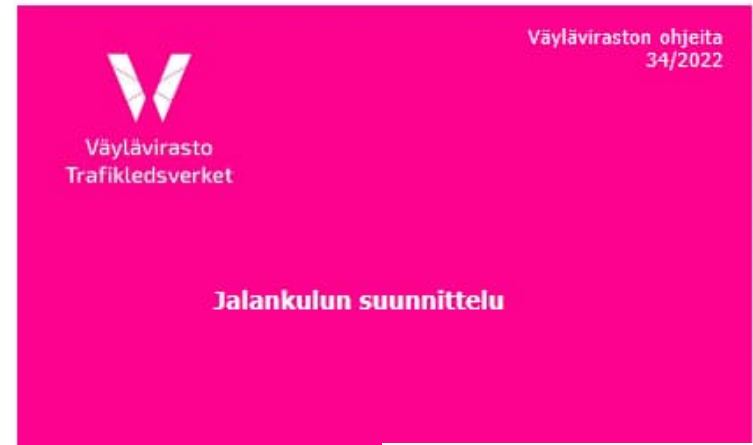 Väyläviraston ohjeita
34/2022
Väylävirasto
Trafikledsverket
Jalankulun suunnittelu